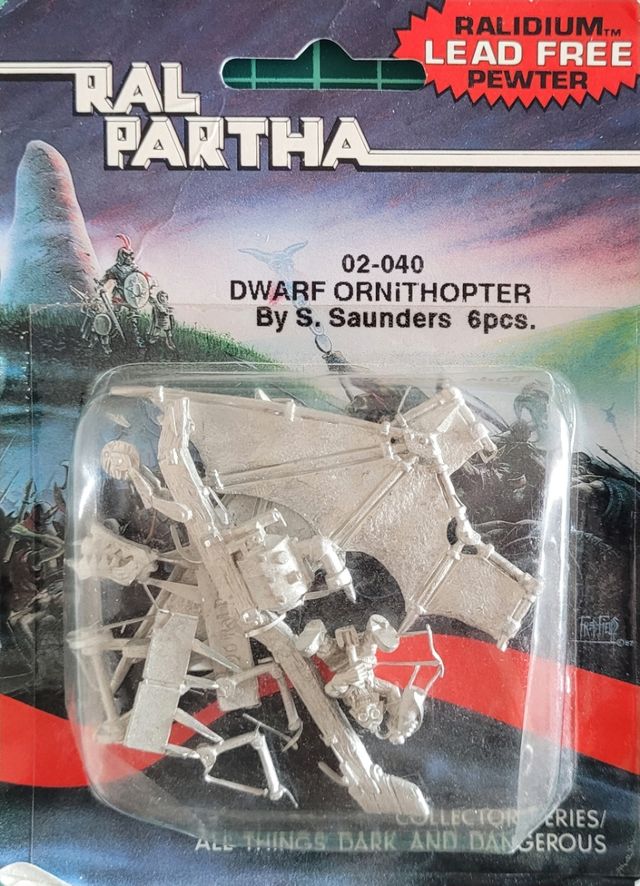 RALIDIUM™
LEAD FREE
PEWTER
RAL
PARTHA
02-040
DWARF ORNiTHOPTER
By S. Saunders 6pcs.
COLLECTOR SERIES/
ALL THINGS DARK AND DANGEROUS